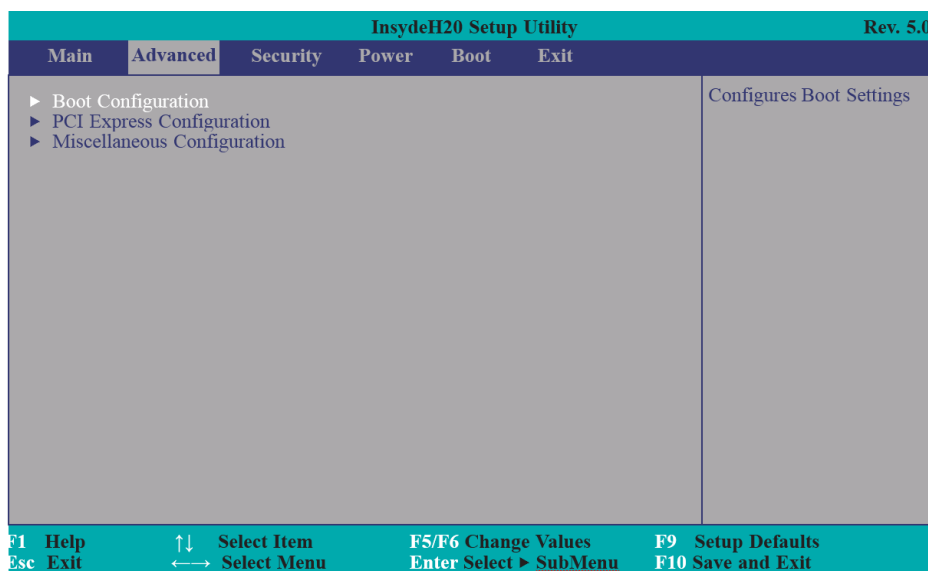 InsydeH20 Setup Utility Rev. 5.0
Main Advanced Security Power Boot Exit
► Boot Configuration Configures Boot Settings
► PCI Express Configuration
► Miscellaneous Configuration
F1 Help ↑↓ Select Item F5/F6 Change Values F9 Setup Defaults
Esc Exit ←→ Select Menu Enter Select ► SubMenu F10 Save and Exit